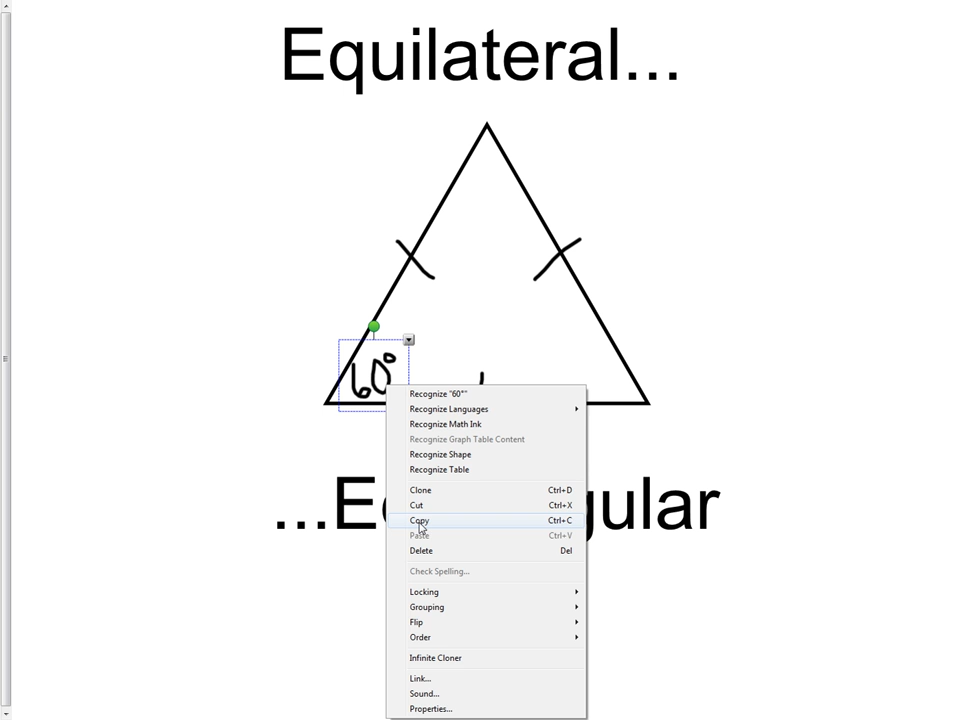 Equilateral...
60°
Recognize "60°"
Recognize Languages
Recognize Math Ink
Recognize Graph Table Content
Recognize Shape
Recognize Table
Clone Ctrl+D
Cut Ctrl+X
...E gular
Copy Ctrl+C
Paste Ctrl+V
Delete Del
Check Spelling...
Locking
Grouping
Flip
Order
Infinite Cloner
Link...
Sound...
Properties...